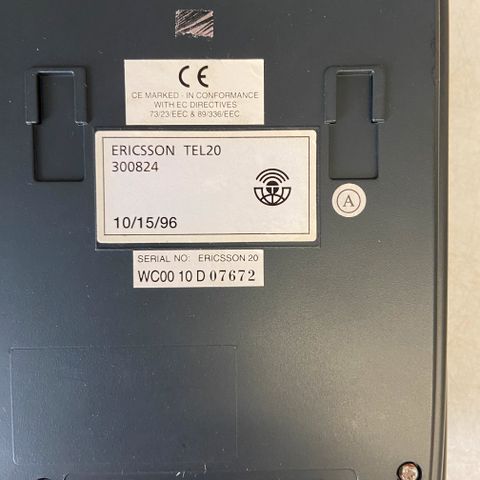 CE
CE MARKED - IN CONFORMANCE
WITH EC DIRECTIVES
73/23/EEC & 89/336/EEC
ERICSSON TEL20
300824
10/15/96
A
SERIAL NO: ERICSSON 20
WC00 10 D 07672